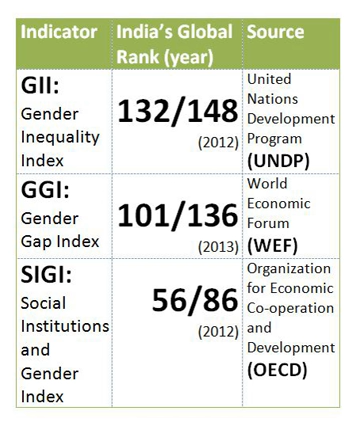 Indicator
India's Global
Rank (year)
Source
GII:
Gender
Inequality
Index
132/148
(2012)
United
Nations
Development
Program
(UNDP)
GGI:
Gender
Gap Index
101/136
(2013)
World
Economic
Forum
(WEF)
SIGI:
Social
Institutions
and
Gender
Index
56/86
(2012)
Organization
for Economic
Co-operation
and
Development
(OECD)